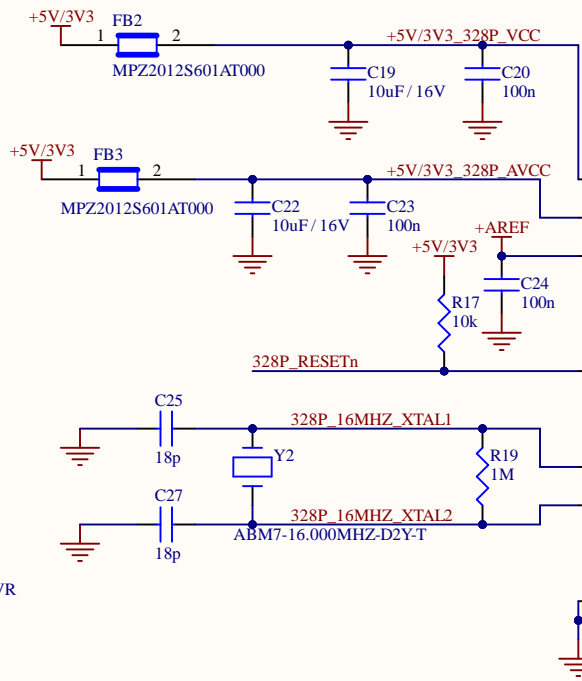 +5V/3V3
FB2
1
2
MPZ2012S601AT000
+5V/3V3_328P_VCC
C19
10uF / 16V
C20
100n
+5V/3V3
FB3
1
2
MPZ2012S601AT000
+5V/3V3_328P_AVCC
C22
10uF / 16V
C23
100n
+AREF
+5V/3V3
C24
100n
R17
10k
328P_RESETn
C25
18p
328P_16MHZ_XTAL1
Y2
R19
1M
C27
18p
328P_16MHZ_XTAL2
ABM7-16.000MHZ-D2Y-T
VR